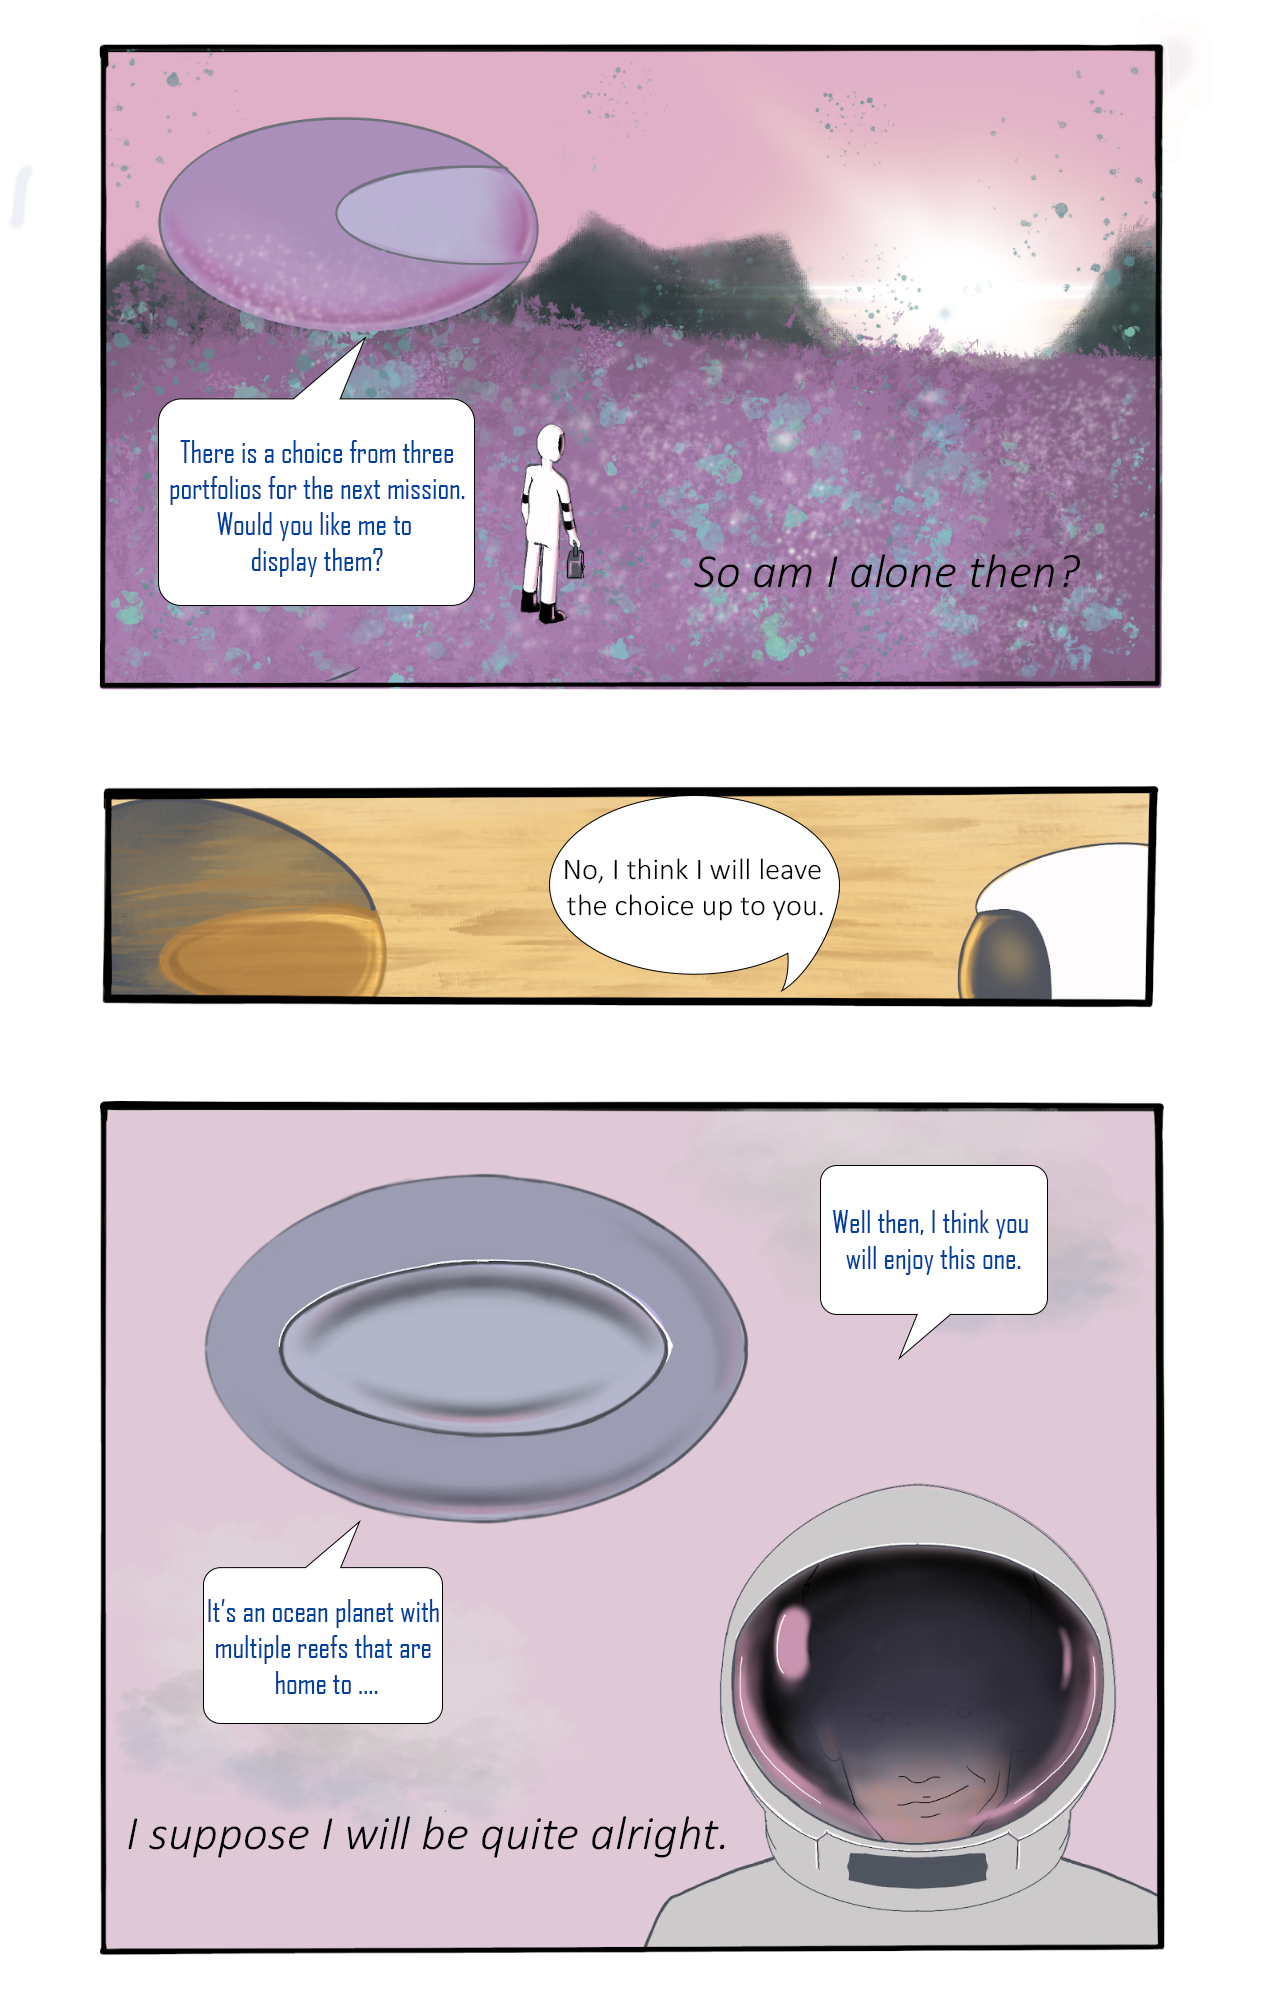 There is a choice from three
portfolios for the next mission.
Would you like me to
display them?
So am I alone then?
No, I think I will leave
the choice up to you.
Well then, I think you
will enjoy this one.
It's an ocean planet with
multiple reefs that are
home to ....
I suppose I will be quite alright.